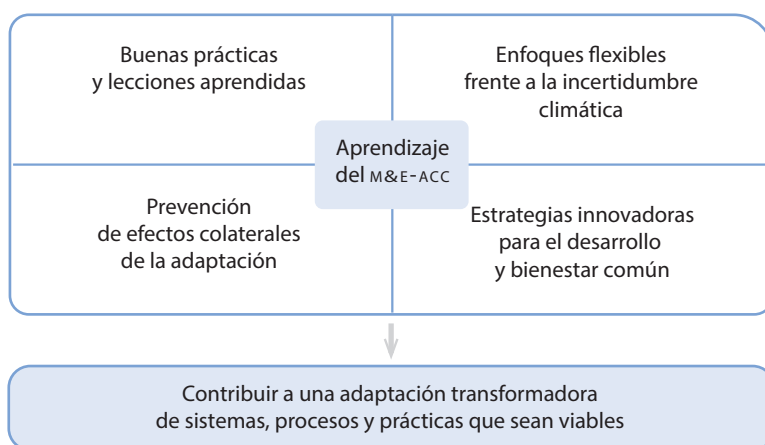 Buenas prácticas
y lecciones aprendidas
Enfoques flexibles
frente a la incertidumbre
climática
Aprendizaje
del M&E-ACC
Prevención
de efectos colaterales
de la adaptación
Estrategias innovadoras
para el desarrollo
y bienestar común
Contribuir a una adaptación transformadora
de sistemas, procesos y prácticas que sean viables